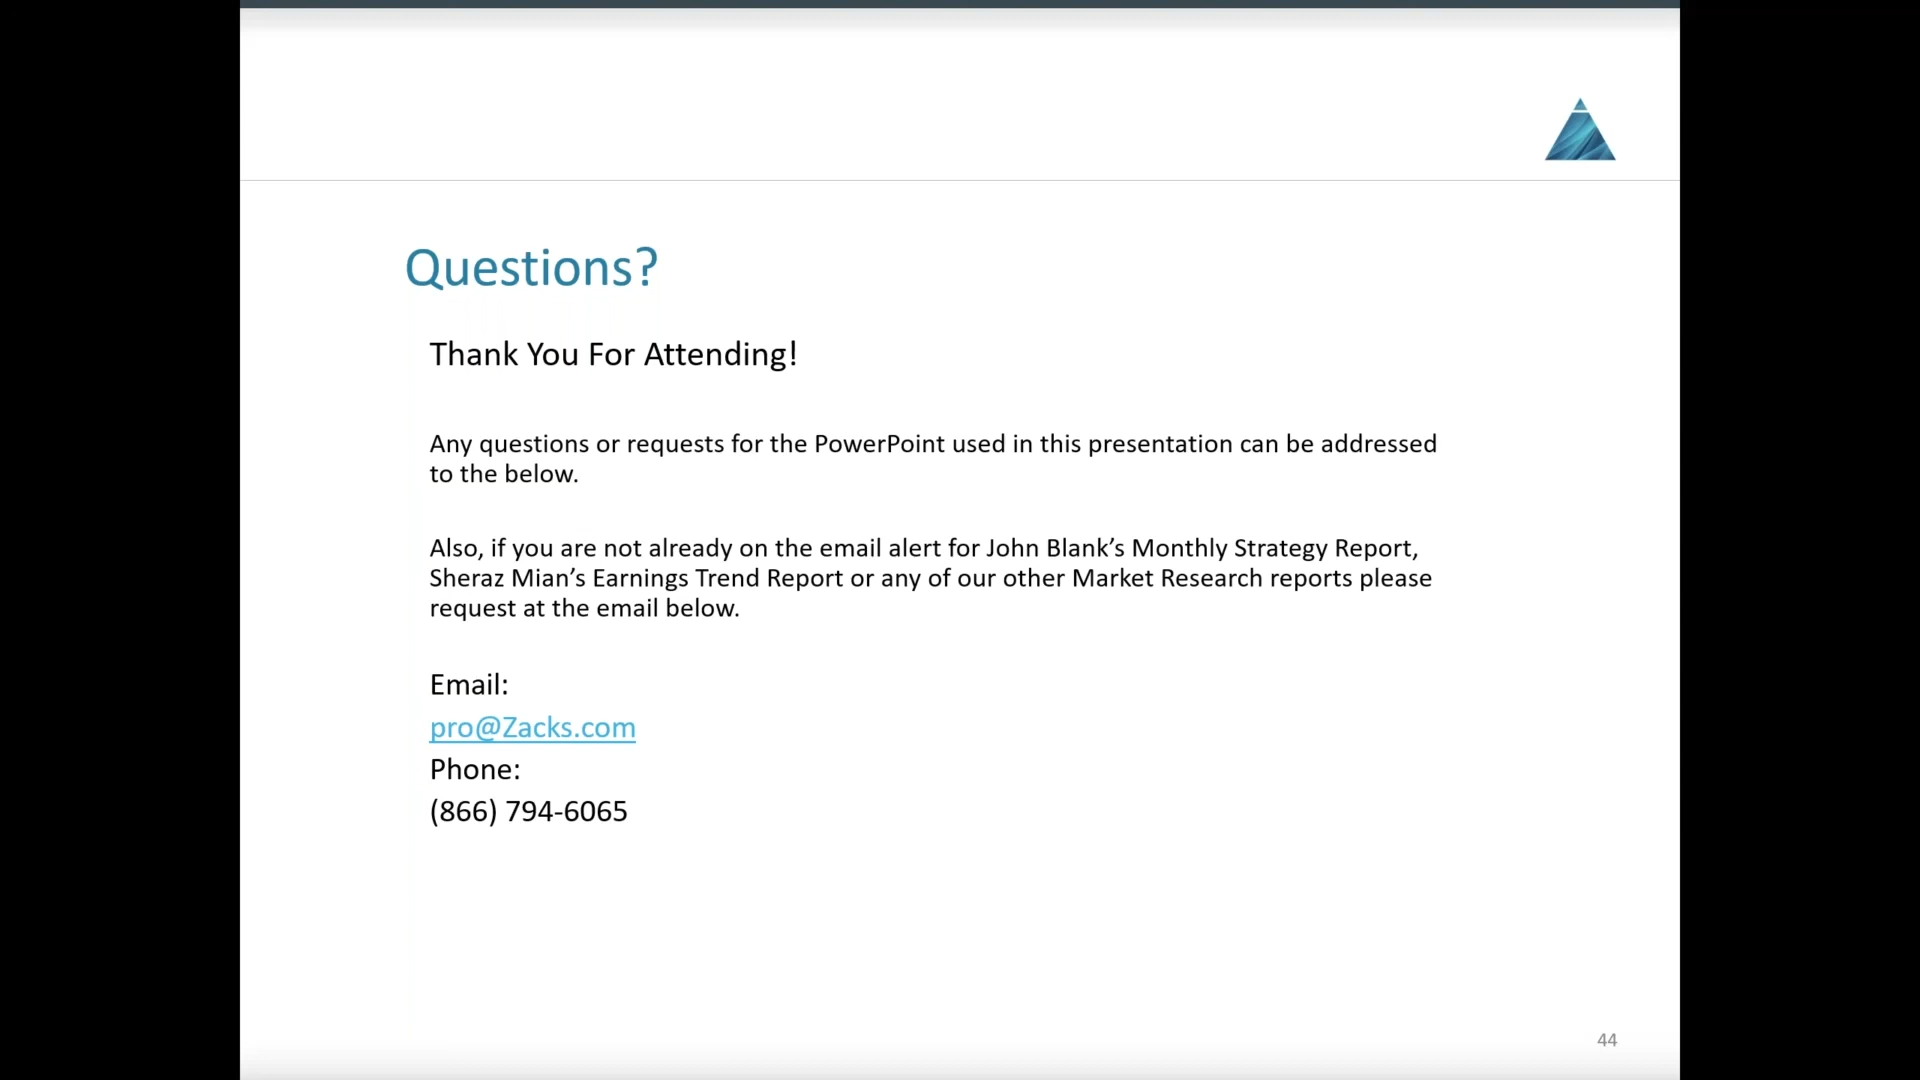 Questions?
Thank You For Attending!
Any questions or requests for the PowerPoint used in this presentation can be addressed
to the below.
Also, if you are not already on the email alert for John Blank’s Monthly Strategy Report,
Sheraz Mian’s Earnings Trend Report or any of our other Market Research reports please
request at the email below.
Email:
pro@Zacks.com
Phone:
(866) 794-6065
44